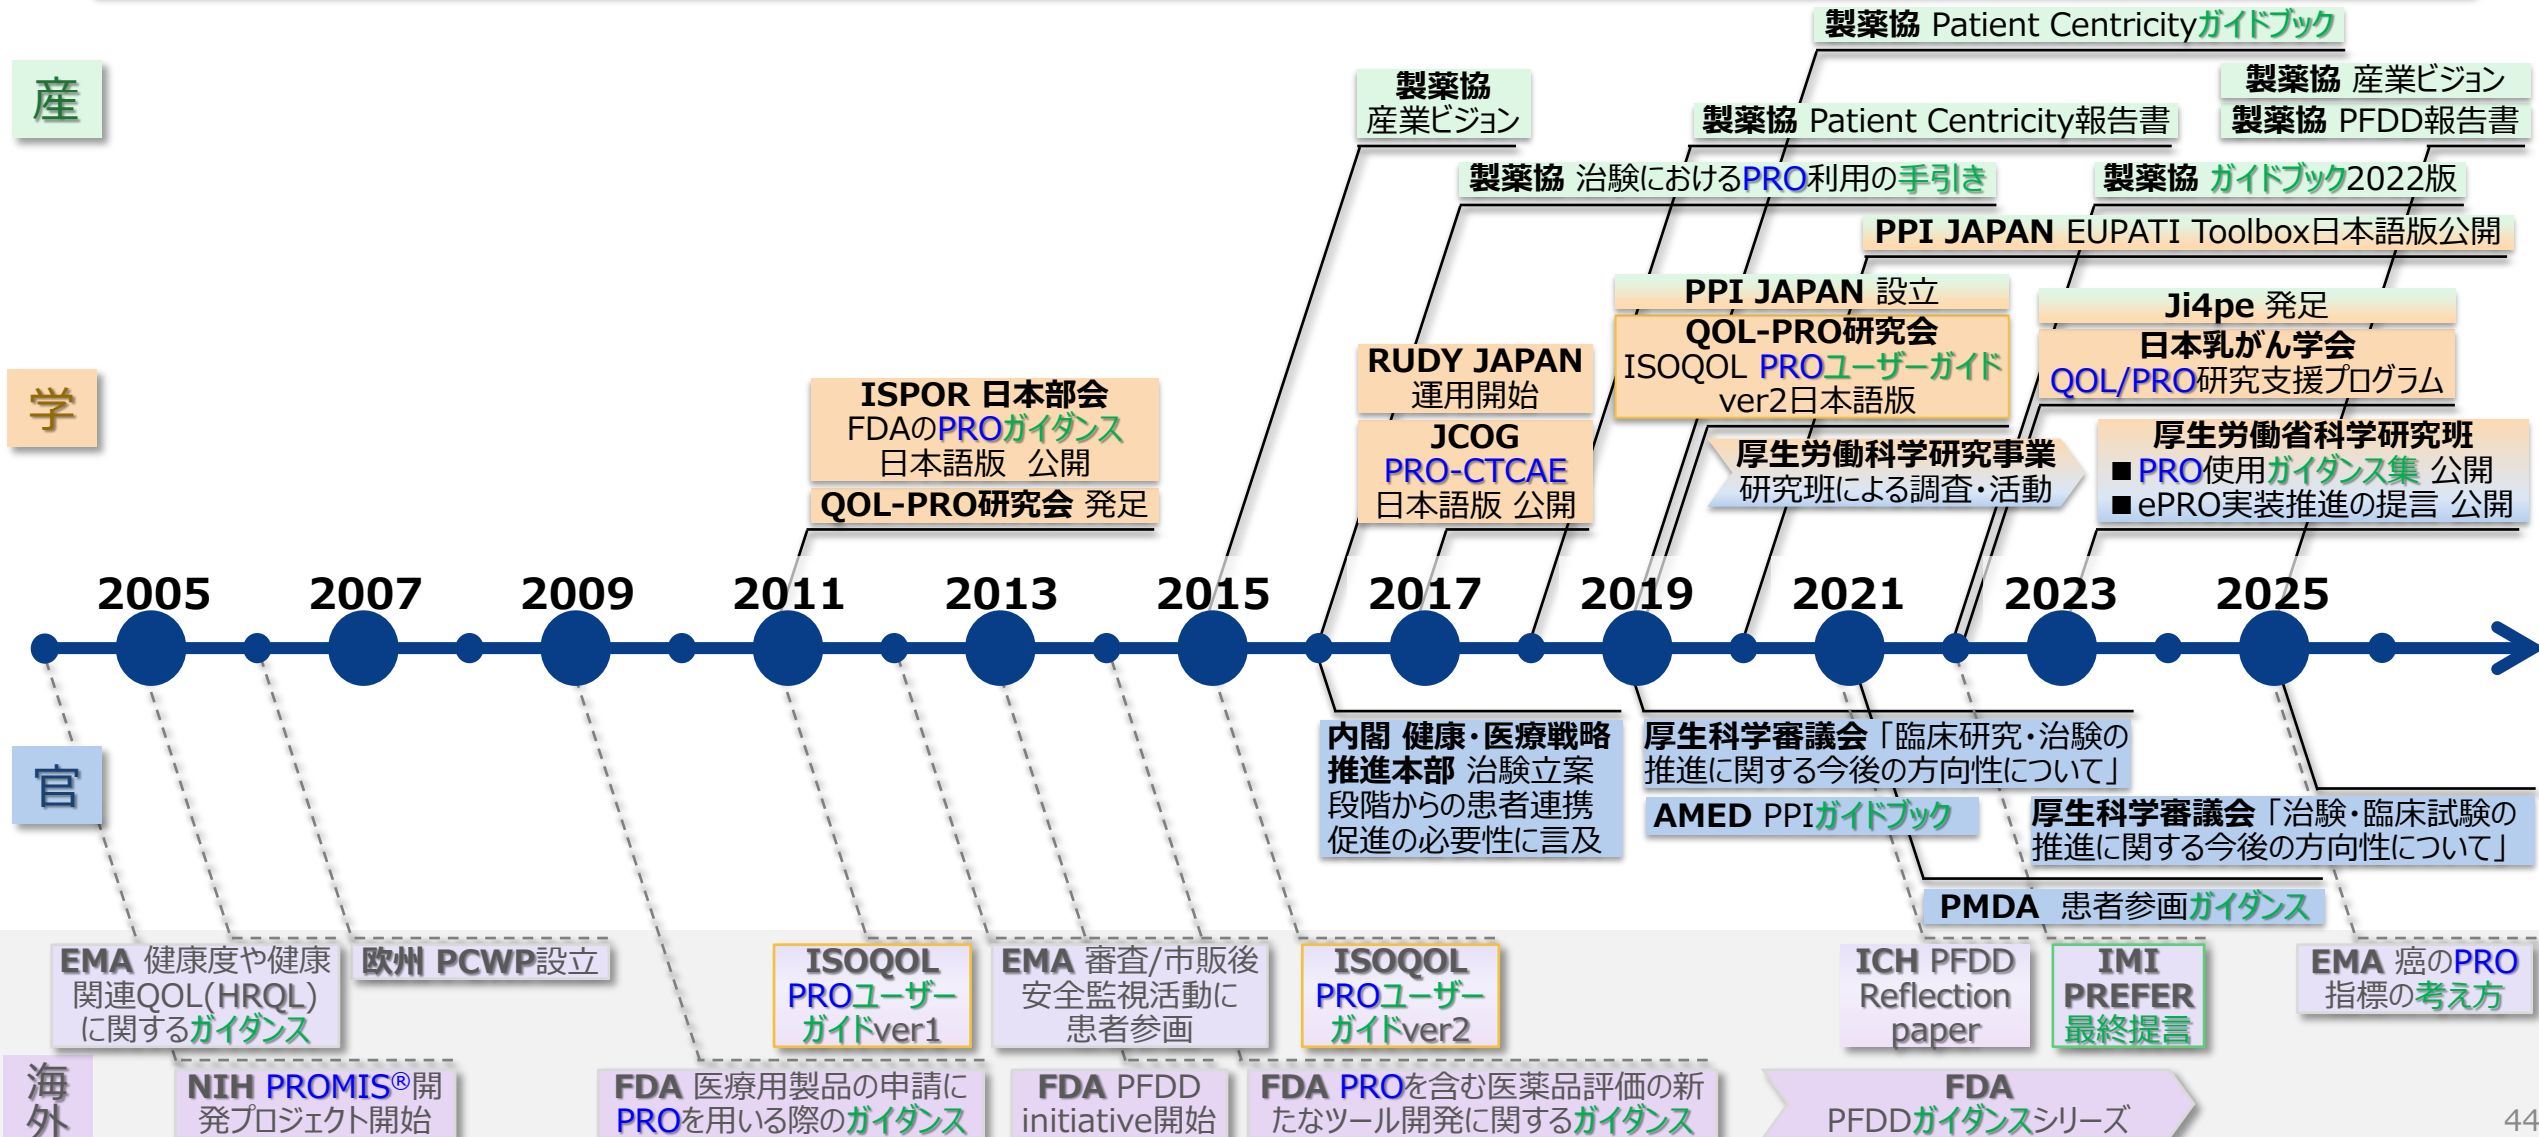 製薬協 Patient Centricityガイドブック
産
製薬協
産業ビジョン
製薬協 産業ビジョン
製薬協 Patient Centricity報告書
製薬協 PFDD報告書
製薬協 治験におけるPRO利用の手引き
製薬協 ガイドブック2022版
PPI JAPAN EUPATI Toolbox日本語版公開
学
ISPOR 日本部会
FDAのPROガイダンス
日本語版 公開
QOL-PRO研究会 発足
RUDY JAPAN
運用開始
JCOG
PRO-CTCAE
日本語版 公開
PPI JAPAN 設立
QOL-PRO研究会
ISOQOL PROユーザーガイド
ver2日本語版
厚生労働科学研究事業
研究班による調査・活動
Ji4pe 発足
日本乳がん学会
QOL/PRO研究支援プログラム
厚生労働省科学研究班
■PRO使用ガイダンス集 公開
■ePRO実装推進の提言 公開
2005 2007 2009 2011 2013 2015 2017 2019 2021 2023 2025
官
内閣 健康・医療戦略
推進本部 治験立案
段階からの患者連携
促進の必要性に言及
厚生科学審議会「臨床研究・治験の
推進に関する今後の方向性について」
AMED PPIガイドブック
厚生科学審議会「治験・臨床試験の
推進に関する今後の方向性について」
PMDA 患者参画ガイダンス
海
外
EMA 健康度や健康
関連QOL(HRQL)
に関するガイダンス
欧州 PCWP設立
ISOQOL
PROユーザー
ガイドver1
EMA 審査/市販後
安全監視活動に
患者参画
ISOQOL
PROユーザー
ガイドver2
ICH PFDD
Reflection
paper
IMI
PREFER
最終提言
EMA 癌のPRO
指標の考え方
NIH PROMIS®開
発プロジェクト開始
FDA 医療用製品の申請に
PROを用いる際のガイダンス
FDA PFDD
initiative開始
FDA PROを含む医薬品評価の新
たなツール開発に関するガイダンス
FDA
PFDDガイダンスシリーズ
44